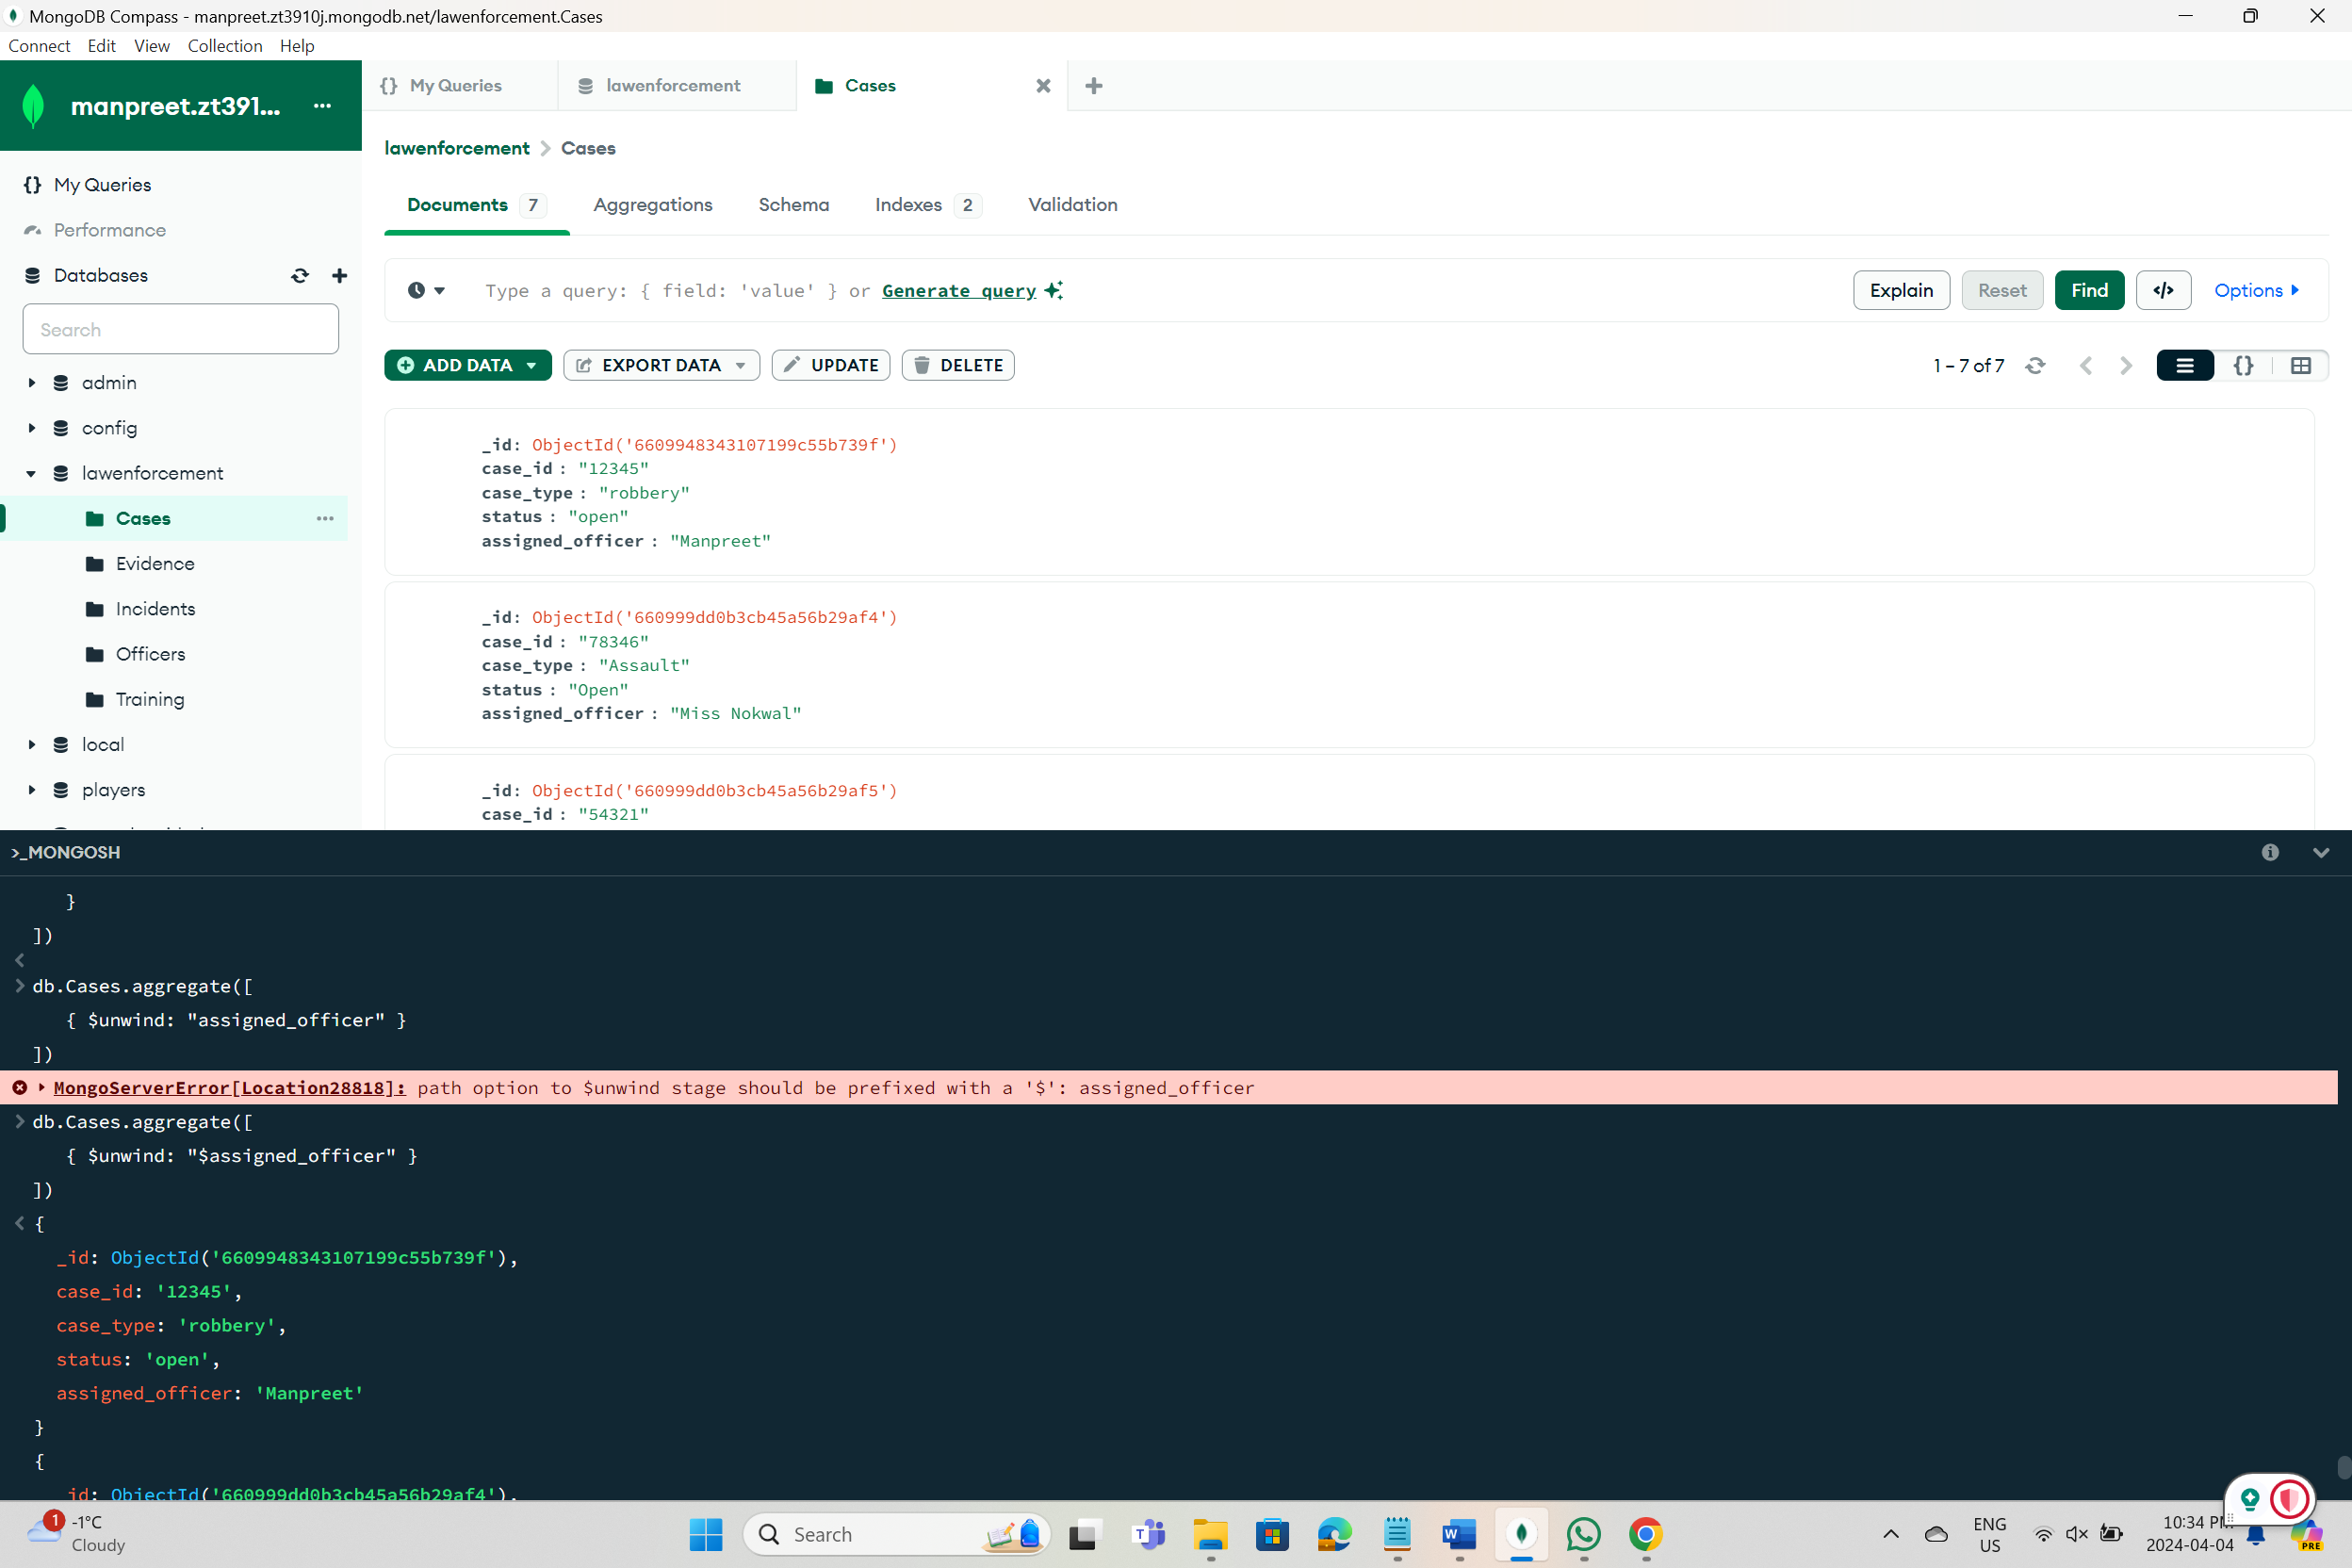 MongoDB Compass - manpreet.zt3910j.mongodb.net/lawenforcement.Cases
Connect Edit View Collection Help
manpreet.zt391... ...
{} My Queries
lawenforcement
Cases
My Queries
Performance
Databases
Search
admin
config
lawenforcement
Cases
Evidence
Incidents
Officers
Training
local
players
lawenforcement > Cases
Documents 7 Aggregations Schema Indexes 2 Validation
Type a query: { field: 'value' } or Generate query
Explain Reset Find </> Options
ADD DATA EXPORT DATA UPDATE DELETE
1 – 7 of 7
_id: ObjectId('6609948343107199c55b739f')
case_id : "12345"
case_type : "robbery"
status : "open"
assigned_officer : "Manpreet"
_id: ObjectId('660999dd0b3cb45a56b29af4')
case_id : "78346"
case_type : "Assault"
status : "Open"
assigned_officer : "Miss Nokwal"
_id: ObjectId('660999dd0b3cb45a56b29af5')
case_id : "54321"
>_MONGOSH
}
])
<
> db.Cases.aggregate([
{ $unwind: "assigned_officer" }
])
MongoServerError[Location28818]: path option to $unwind stage should be prefixed with a '$': assigned_officer
> db.Cases.aggregate([
{ $unwind: "$assigned_officer" }
])
< {
_id: ObjectId('6609948343107199c55b739f'),
case_id: '12345',
case_type: 'robbery',
status: 'open',
assigned_officer: 'Manpreet'
}
{
_id: ObjectId('660999dd0b3cb45a56b29af4'),
1
-1°C
Cloudy
Search
ENG
US
10:34 PM
2024-04-04
PRE